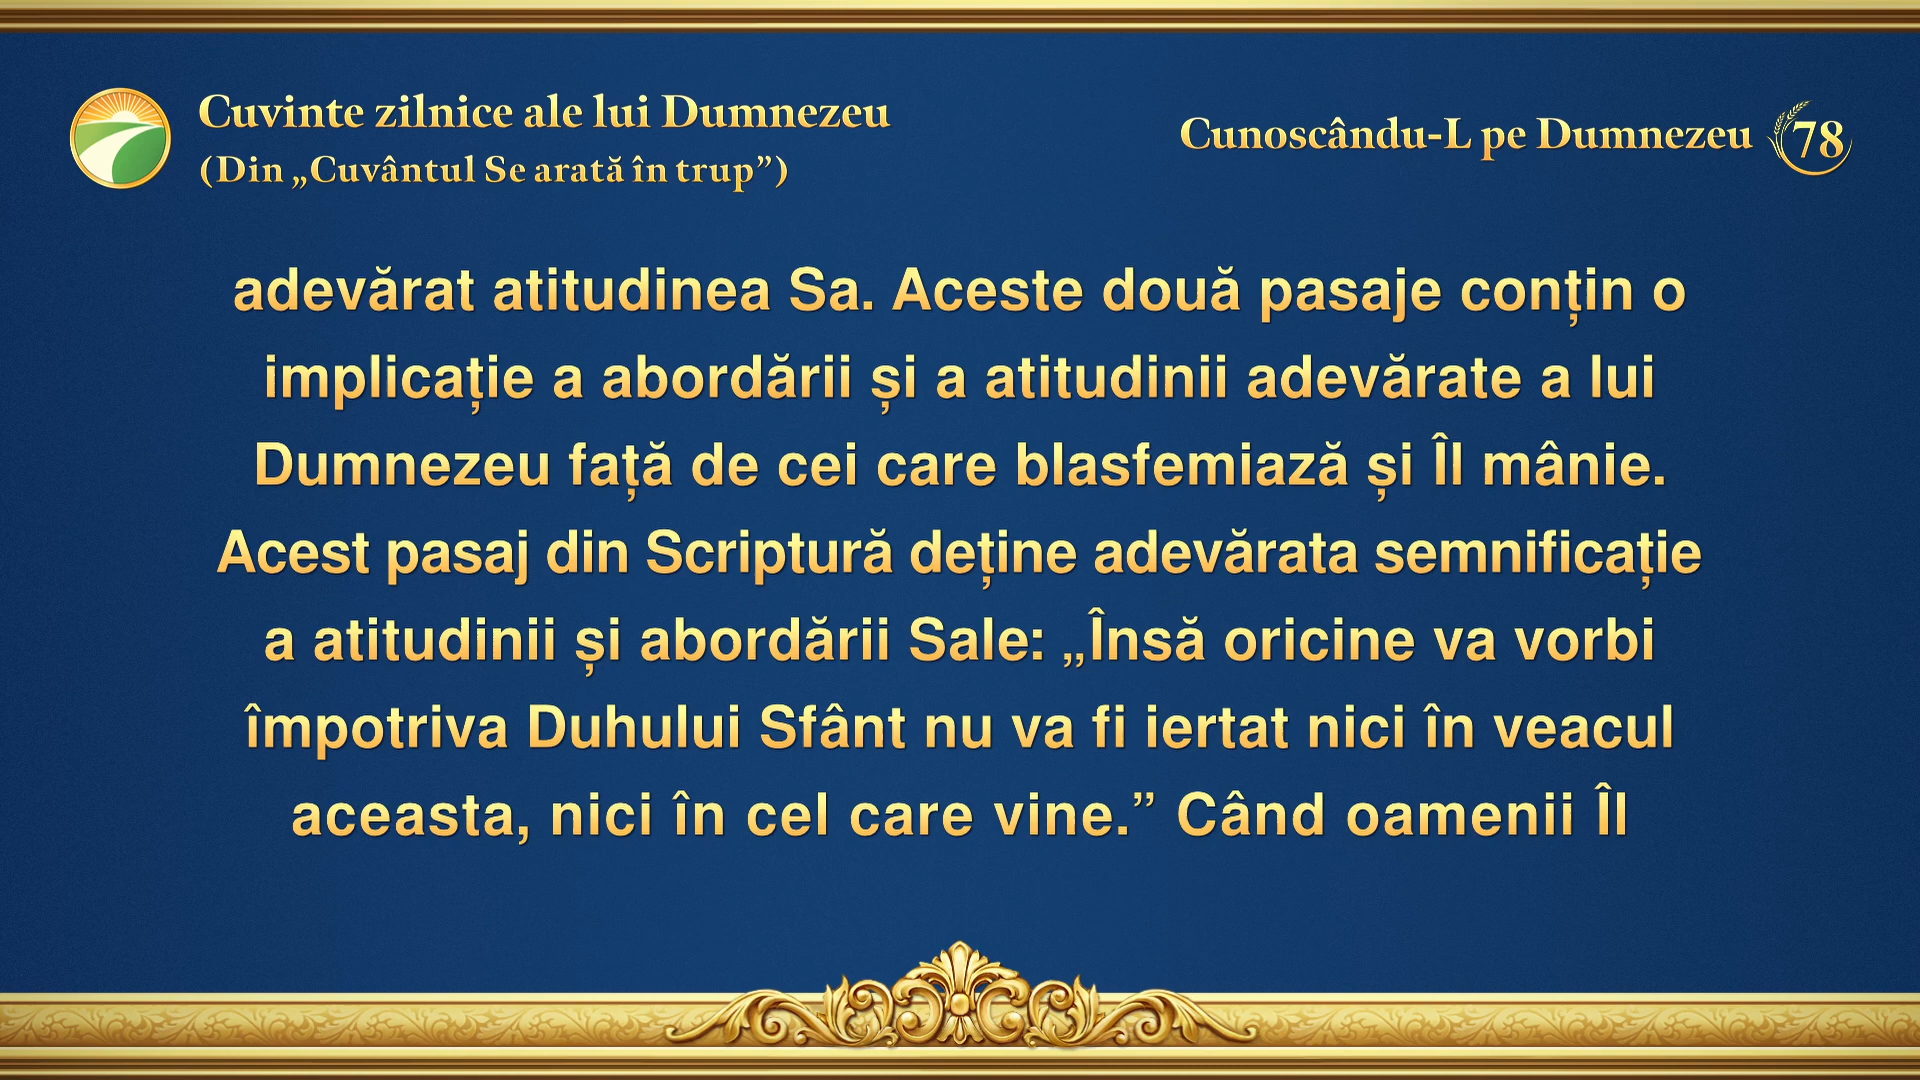 Cuvinte zilnice ale lui Dumnezeu
(Din „Cuvântul Se arată în trup”)
Cunoscându-L pe Dumnezeu 78
adevărat atitudinea Sa. Aceste două pasaje conțin o
implicație a abordării și a atitudinii adevărate a lui
Dumnezeu față de cei care blasfemiază și Îl mânie.
Acest pasaj din Scriptură deține adevărata semnificație
a atitudinii și abordării Sale: „Însă oricine va vorbi
împotriva Duhului Sfânt nu va fi iertat nici în veacul
aceasta, nici în cel care vine.” Când oamenii Îl